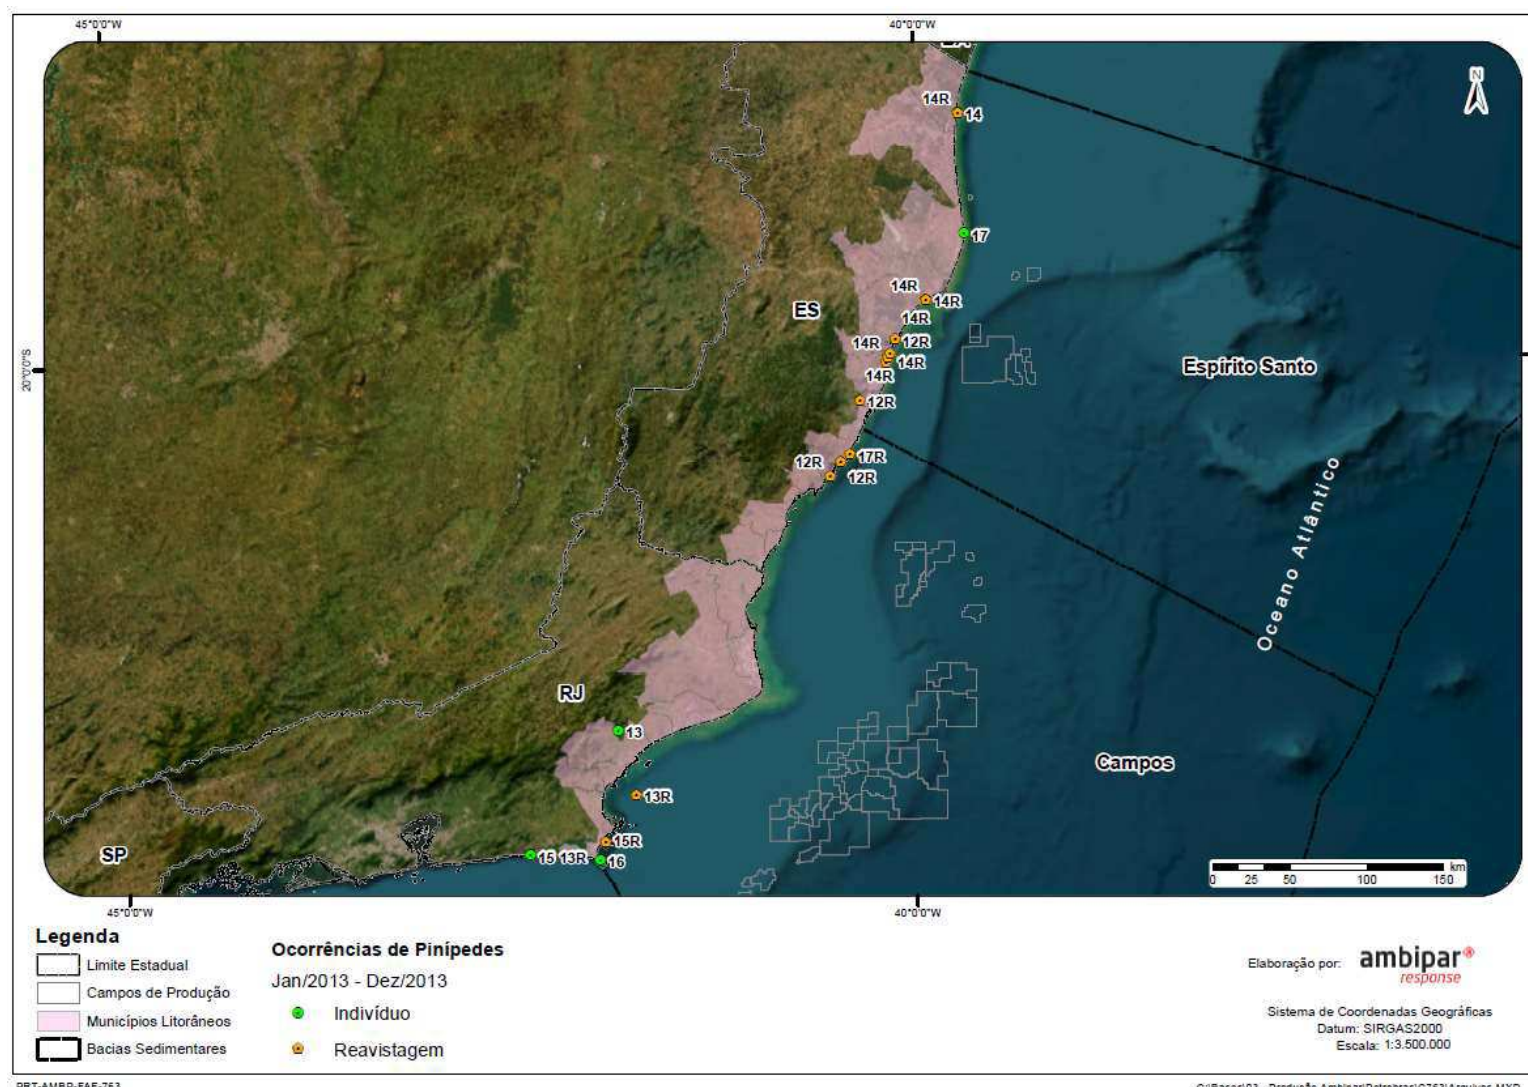 45°0'0"W
40°0'0"W
N
14R
14
17
14R
14R
ES
14R
12R
14R
14R
14R
20°0'0"S
Espírito Santo
12R
17R
12R
12R
Oceano Atlântico
RJ
13
Campos
13R
15R
SP
15
13R
16
km
0 25 50 100 150
45°0'0"W
40°0'0"W
Legenda
Limite Estadual
Campos de Produção
Municípios Litorâneos
Bacias Sedimentares
Ocorrências de Pinípedes
Jan/2013 - Dez/2013
Indivíduo
Reavistagem
Elaboração por:
ambipar®
response
Sistema de Coordenadas Geográficas
Datum: SIRGAS2000
Escala: 1:3.500.000